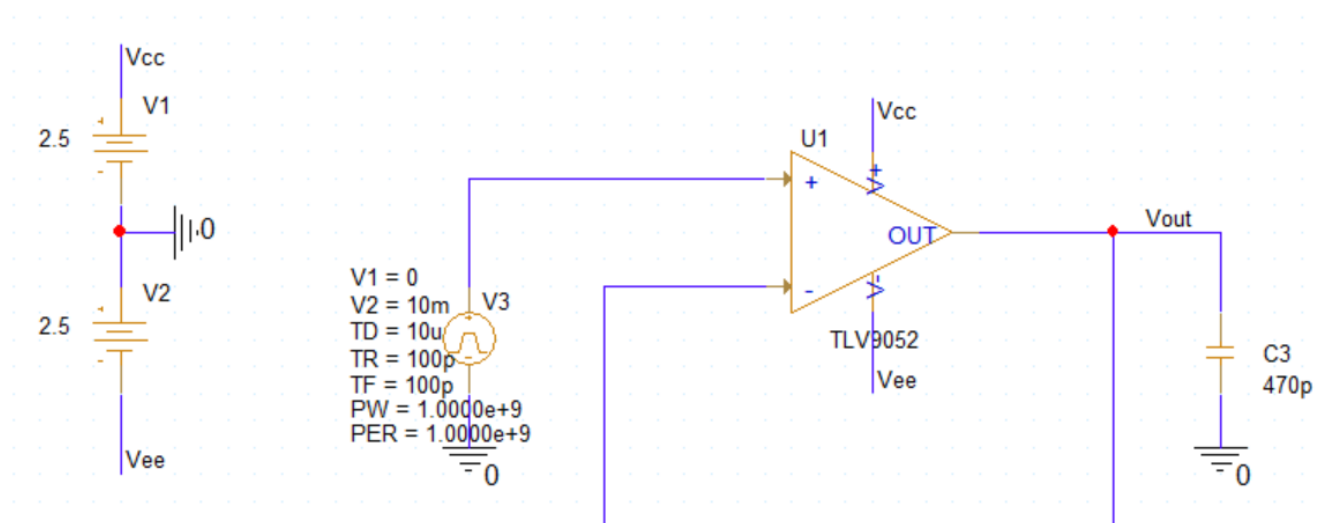 Vcc
V1
2.5
+
-
0
V2
2.5
+
-
Vee
V1 = 0
V2 = 10m
TD = 10u
TR = 100p
TF = 100p
PW = 1.0000e+9
PER = 1.0000e+9
V3
+
-
0
Vcc
U1
+
V+
OUT
-
V-
TLV9052
Vee
Vout
C3
470p
0